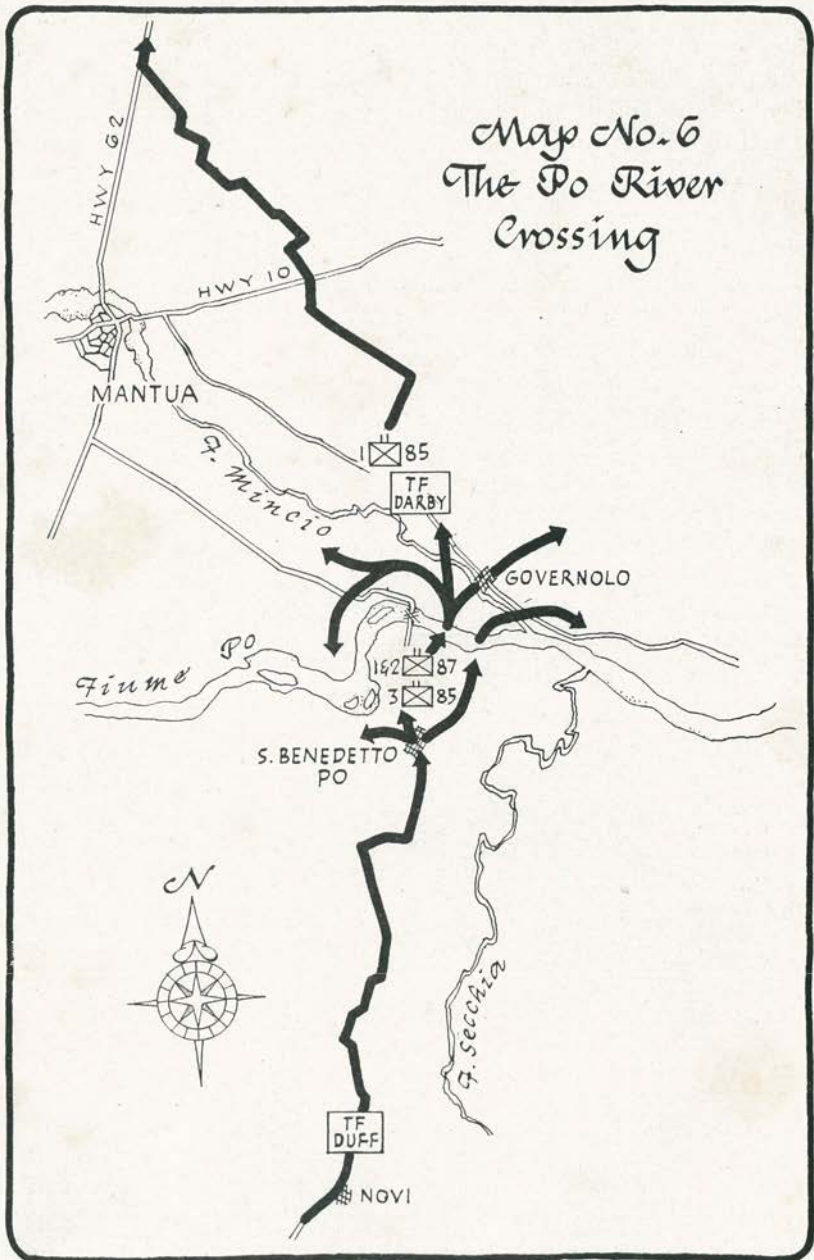 Map No. 6
The Po River
Crossing
HWY 62
HWY 10
MANTUA
1 85
TF
DARBY
F. Mincio
GOVERNOLO
Fiume Po
1&2 87
3 85
S. BENEDETTO
PO
N
F. Secchia
TF
DUFF
NOVI